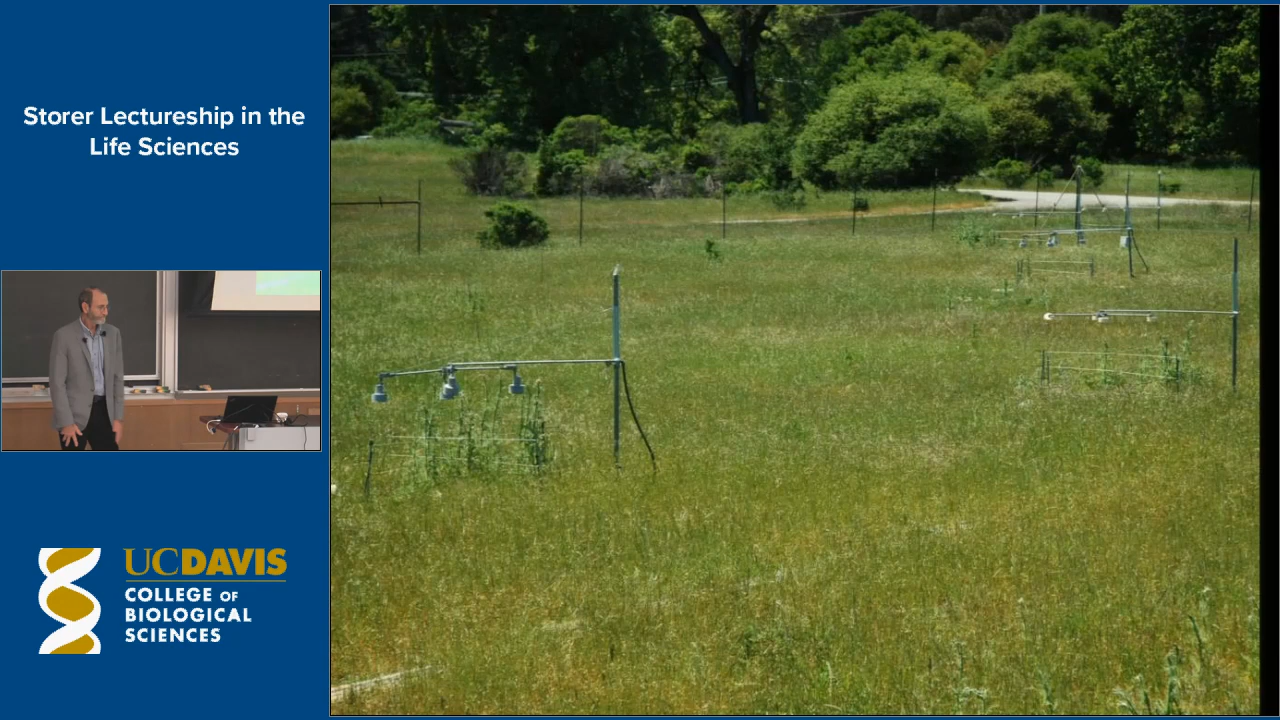 Storer Lectureship in the
Life Sciences
UCDAVIS
COLLEGE OF
BIOLOGICAL
SCIENCES